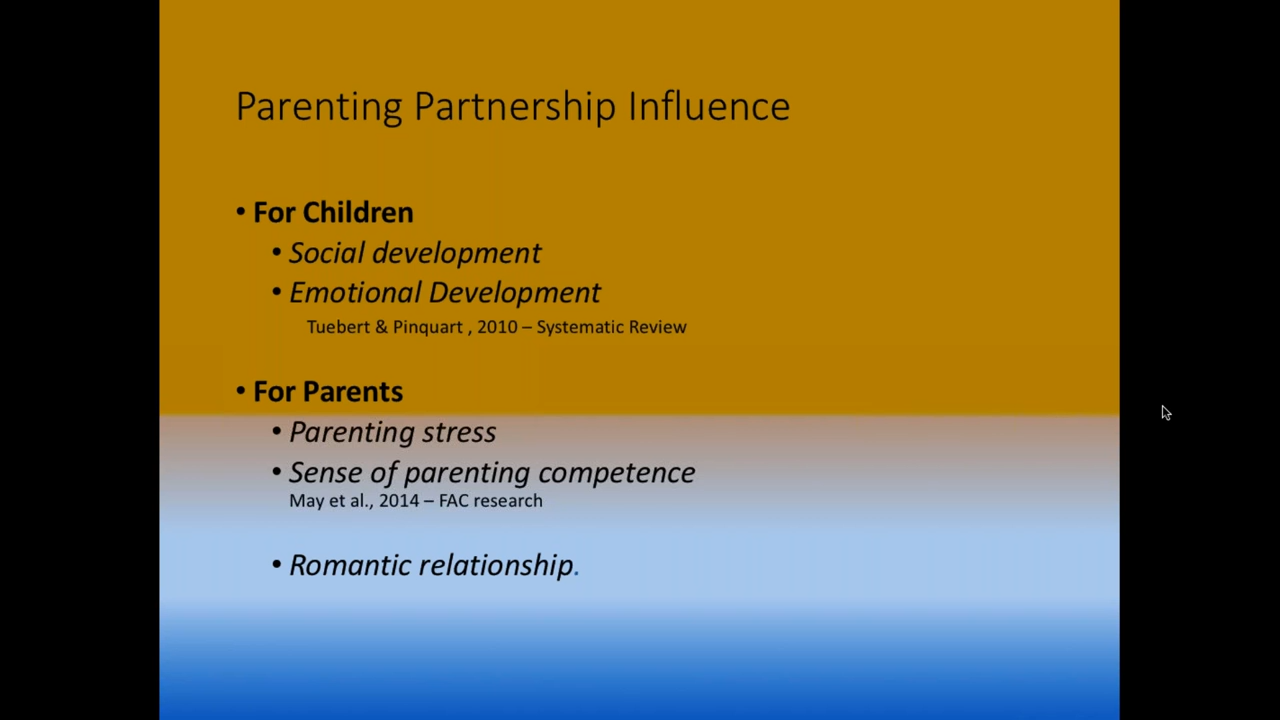 Parenting Partnership Influence
• For Children
• Social development
• Emotional Development
Tuebert & Pinquart , 2010 – Systematic Review
• For Parents
• Parenting stress
• Sense of parenting competence
May et al., 2014 – FAC research
• Romantic relationship.